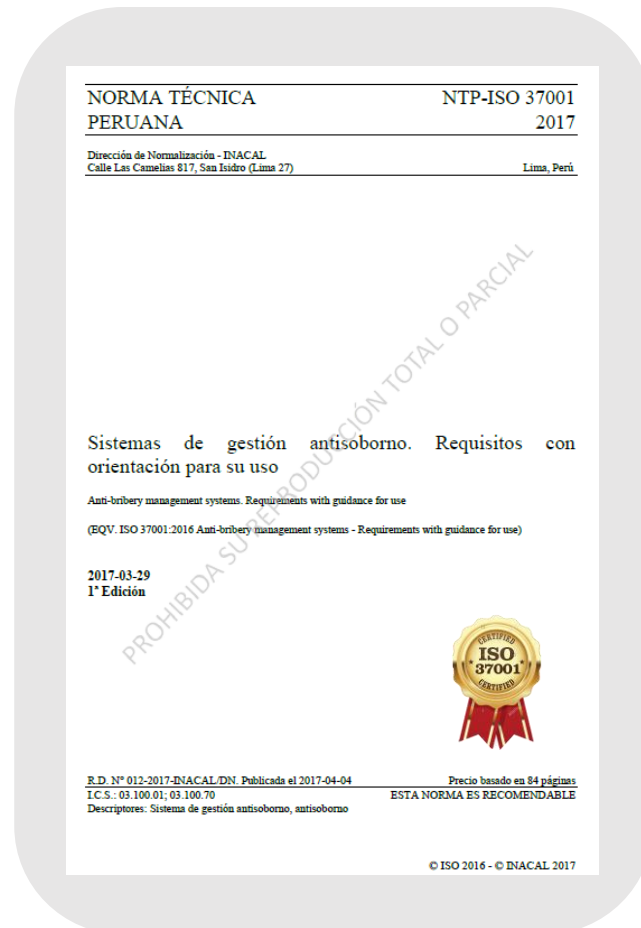 NORMA TÉCNICA NTP-ISO 37001
PERUANA 2017
Dirección de Normalización - INACAL
Calle Las Camelias 817, San Isidro (Lima 27) Lima, Perú
PROHIBIDA SU REPRODUCCIÓN TOTAL O PARCIAL
Sistemas de gestión antisoborno. Requisitos con
orientación para su uso
Anti-bribery management systems. Requirements with guidance for use
(EQV. ISO 37001:2016 Anti-bribery management systems - Requirements with guidance for use)
2017-03-29
1ª Edición
CERTIFIED
ISO
37001
CERTIFIED
R.D. Nº 012-2017-INACAL/DN. Publicada el 2017-04-04 Precio basado en 84 páginas
I.C.S.: 03.100.01; 03.100.70 ESTA NORMA ES RECOMENDABLE
Descriptores: Sistema de gestión antisoborno, antisoborno
© ISO 2016 - © INACAL 2017